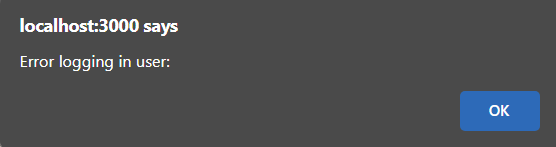 localhost:3000 says
Error logging in user:
OK